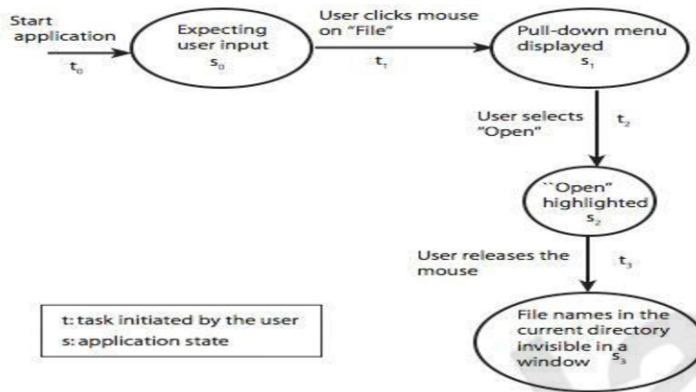 Start
application
t₀
Expecting
user input
s₀
User clicks mouse
on "File"
t₁
Pull-down menu
displayed
s₁
User selects
"Open"
t₂
``Open"
highlighted
s₂
User releases the
mouse
t₃
File names in the
current directory
invisible in a
window s₃
t: task initiated by the user
s: application state